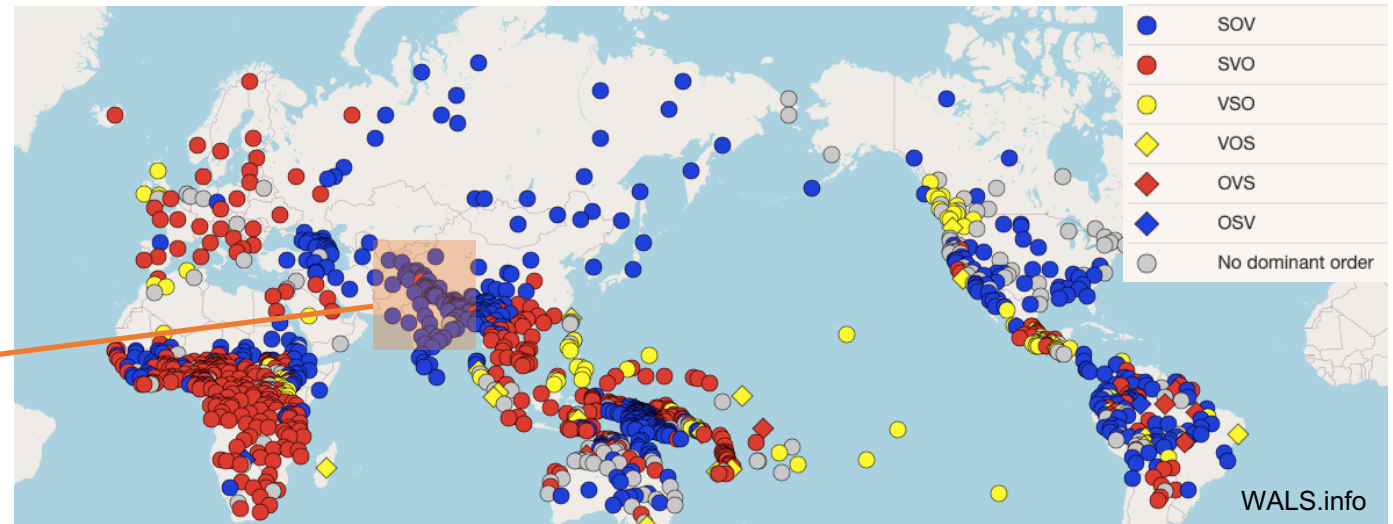 SOV
SVO
VSO
VOS
OVS
OSV
No dominant order
WALS.info